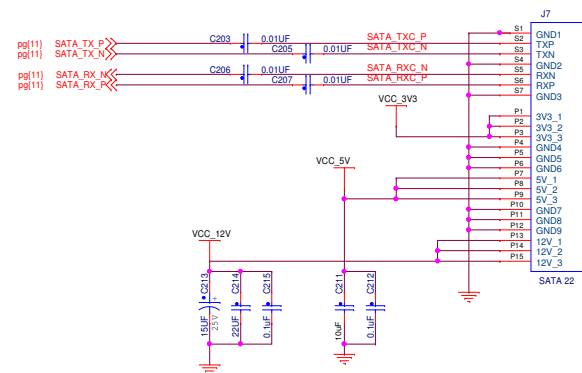 J7
C203 0.01UF SATA_TXC_P S1 GND1
pg{11} SATA_TX_P S2 TXP
pg{11} SATA_TX_N C205 0.01UF SATA_TXC_N S3 TXN
S4 GND2
C206 0.01UF SATA_RXC_N
pg{11} SATA_RX_N S5 RXN
pg{11} SATA_RX_P C207 0.01UF SATA_RXC_P S6 RXP
S7 GND3
VCC_3V3
P1 3V3_1
P2 3V3_2
P3 3V3_3
P4 GND4
P5 GND5
P6 GND6
VCC_5V
P7 5V_1
P8 5V_2
P9 5V_3
P10 GND7
P11 GND8
P12 GND9
VCC_12V
P13 12V_1
P14 12V_2
P15 12V_3
SATA 22
C213 15UF 25V
C214 22UF
C215 0.1uF
C211 10uF
C212 0.1uF